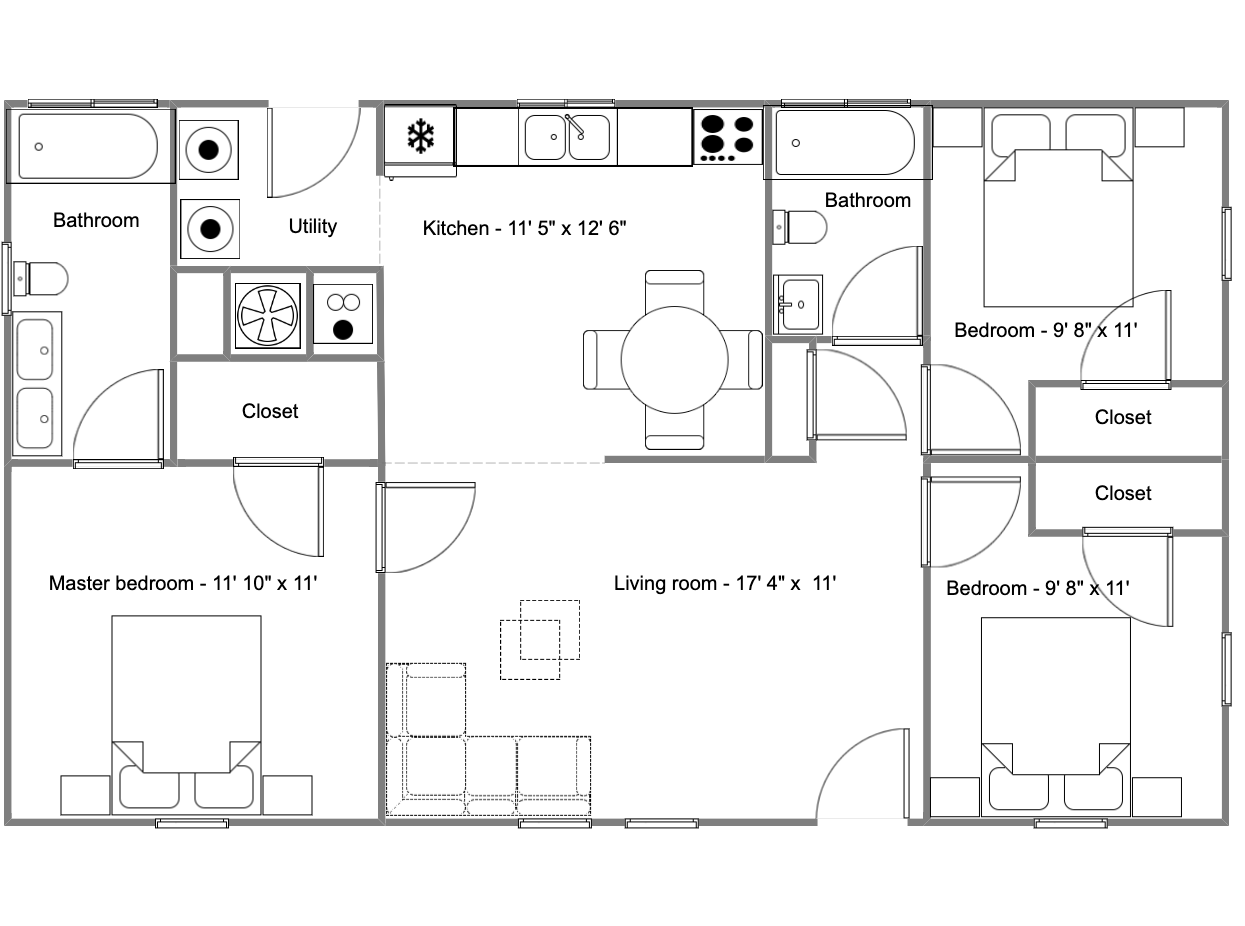 Bathroom
Utility
Kitchen - 11' 5" x 12' 6"
Bathroom
Bedroom - 9' 8" x 11'
Closet
Closet
Closet
Master bedroom - 11' 10" x 11'
Living room - 17' 4" x  11'
Bedroom - 9' 8" x 11'